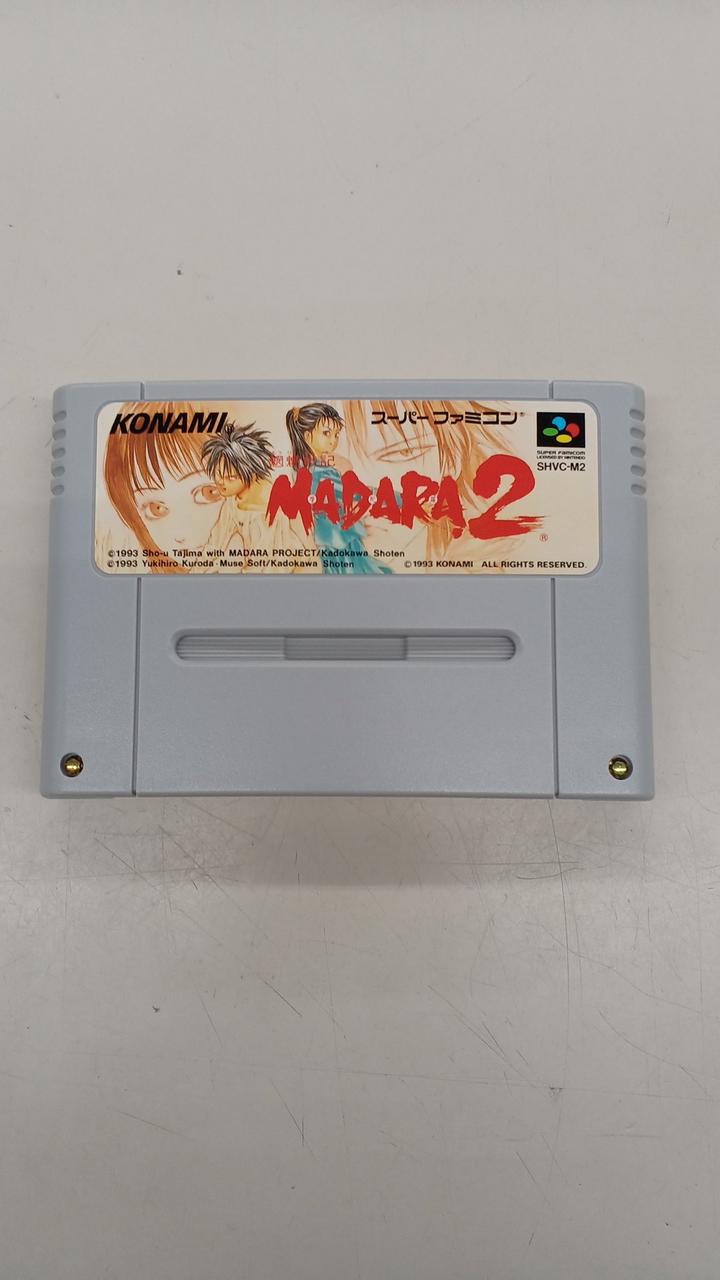 KONAMI®
スーパーファミコン®
SUPER FAMICOM
LICENSED BY NINTENDO
SHVC-M2
MADARA 2
®
©1993 Sho-u Tajima with MADARA PROJECT/Kadokawa Shoten
©1993 Yukihiro Kuroda·Muse Soft/Kadokawa Shoten
©1993 KONAMI ALL RIGHTS RESERVED.